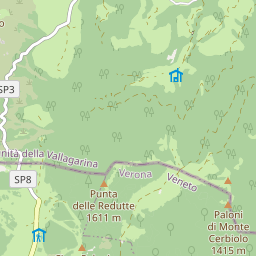 SP3
nità della Vallagarina
Verona
Veneto
SP8
Punta
delle Redutte
1611 m
Paloni
di Monte
Cerbiolo
1415 m